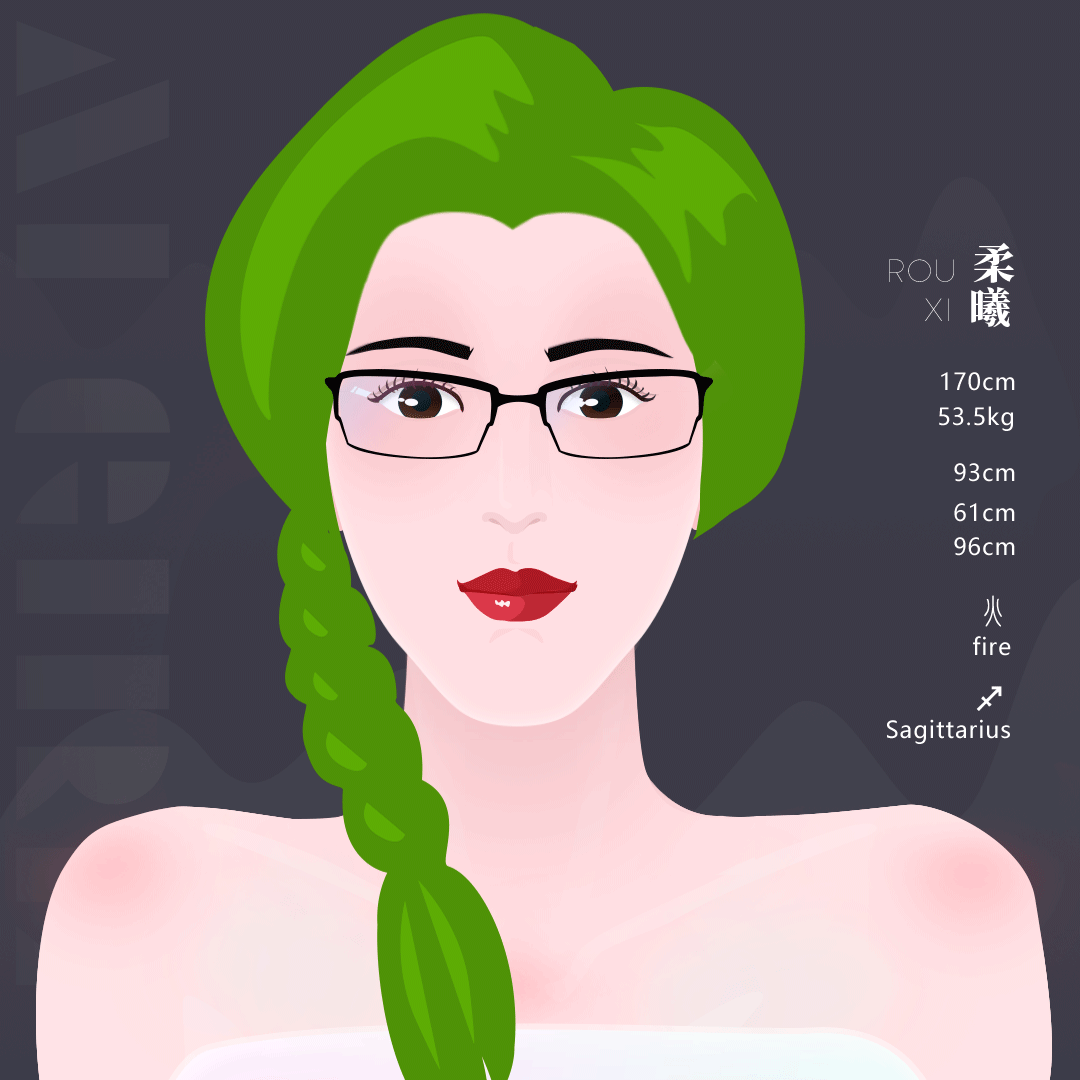 柔曦
ROU
XI
170cm
53.5kg
93cm
61cm
96cm
火
fire
♐
Sagittarius